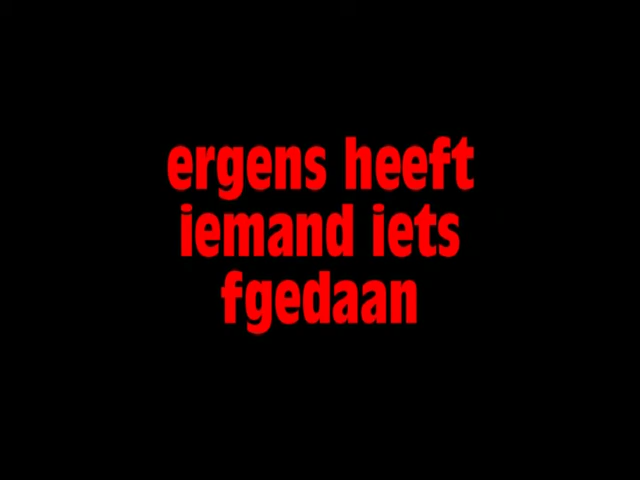 ergens heeft
iemand iets
fgedaan